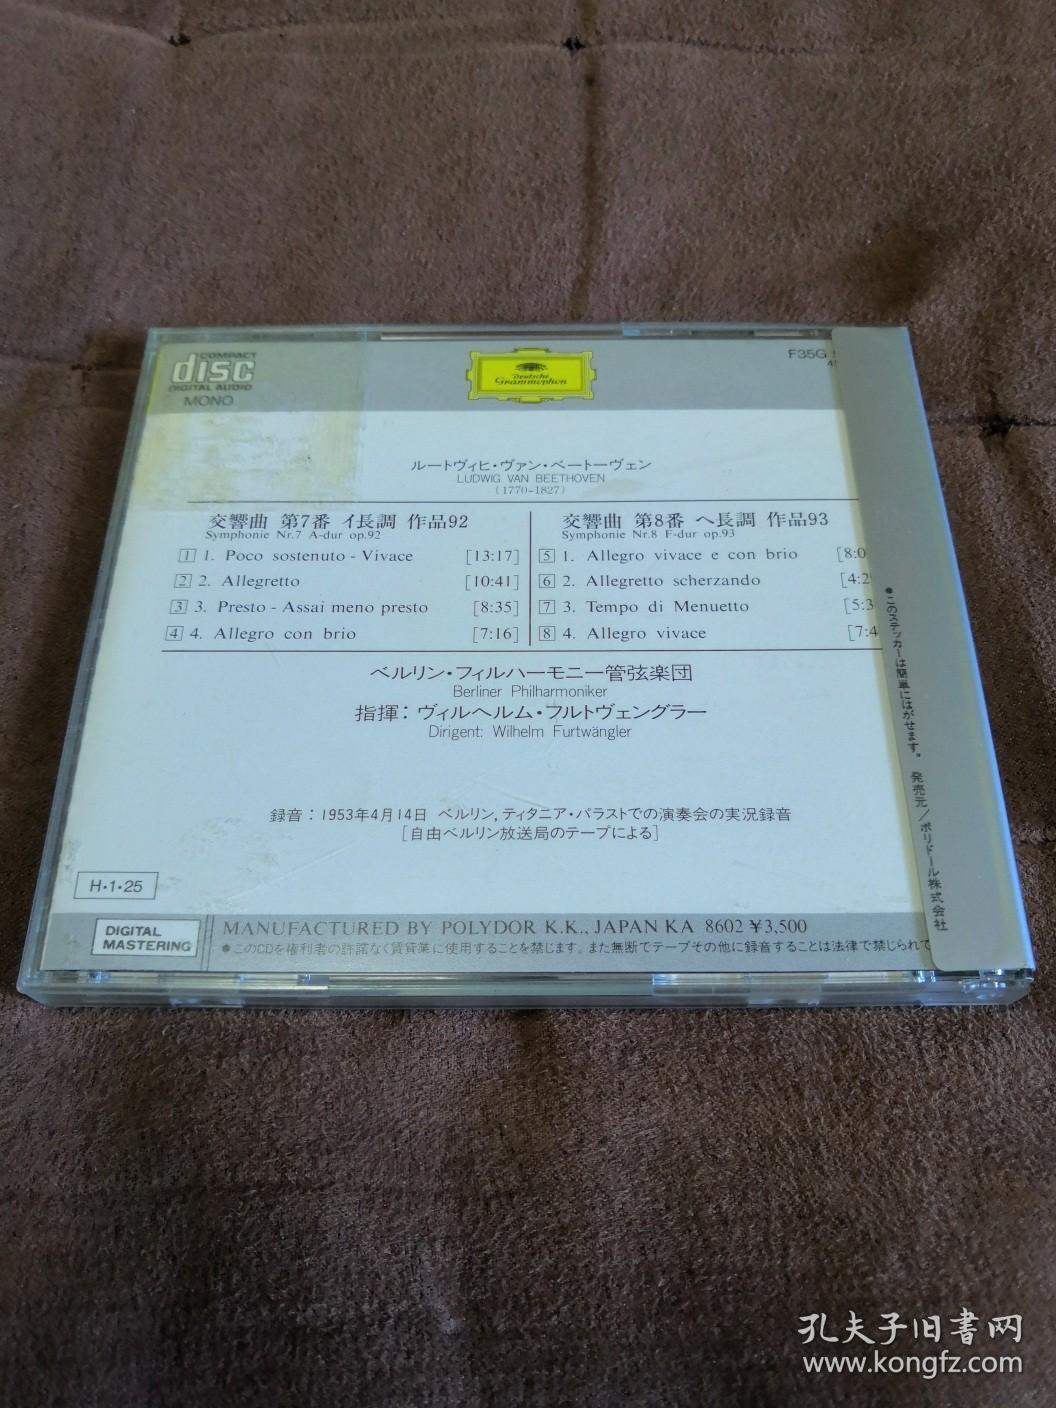 COMPACT
disc
DIGITAL AUDIO
MONO
Deutsche
Grammophon
F35G
ルートヴィヒ・ヴァン・ベートーヴェン
LUDWIG VAN BEETHOVEN
(1770-1827)
交響曲 第7番 イ長調 作品92
Symphonie Nr.7 A-dur op.92
1 1. Poco sostenuto - Vivace [13:17]
2 2. Allegretto [10:41]
3 3. Presto - Assai meno presto [8:35]
4 4. Allegro con brio [7:16]
交響曲 第8番 ヘ長調 作品93
Symphonie Nr.8 F-dur op.93
5 1. Allegro vivace e con brio [8:0
6 2. Allegretto scherzando [4:2
7 3. Tempo di Menuetto [5:3
8 4. Allegro vivace [7:4
ベルリン・フィルハーモニー管弦楽団
Berliner Philharmoniker
指揮：ヴィルヘルム・フルトヴェングラー
Dirigent: Wilhelm Furtwängler
録音：1953年4月14日 ベルリン, ティタニア・パラストでの演奏会の実況録音
[自由ベルリン放送局のテープによる]
H・1・25
DIGITAL
MASTERING
MANUFACTURED BY POLYDOR K.K., JAPAN KA 8602 ¥3,500
●このCDを権利者の許諾なく賃貸業に使用することを禁じます。また無断でテープその他に録音することは法律で禁じられて
●このステッカーは簡単にはがせます。 発売元／ポリドール株式会社
孔夫子旧書网
www.kongfz.com